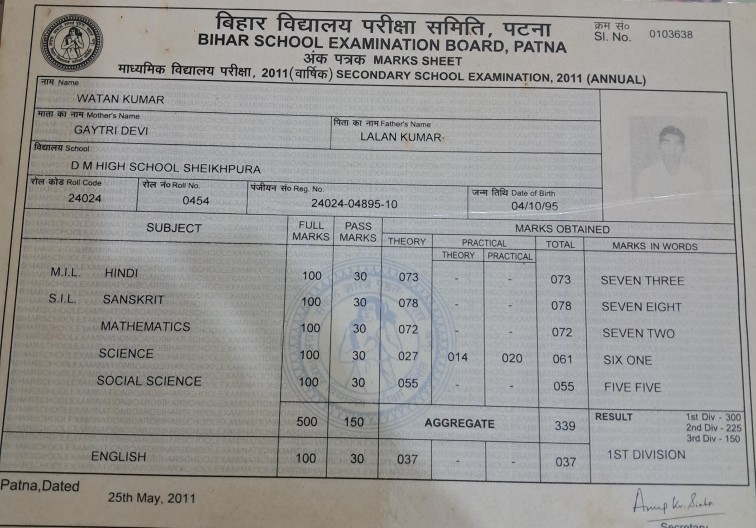 बिहार विद्यालय परीक्षा समिति, पटना
क्रम सं०
BIHAR SCHOOL EXAMINATION BOARD, PATNA
Sl. No. 0103638
अंक पत्रक MARKS SHEET
माध्यमिक विद्यालय परीक्षा, 2011(वार्षिक) SECONDARY SCHOOL EXAMINATION, 2011 (ANNUAL)
नाम Name
WATAN KUMAR
माता का नाम Mother's Name
GAYTRI DEVI
पिता का नाम Father's Name
LALAN KUMAR
विद्यालय School
D M HIGH SCHOOL SHEIKHPURA
रोल कोड Roll Code
24024
रोल नं० Roll No.
0454
पंजीयन सं० Reg. No.
24024-04895-10
जन्म तिथि Date of Birth
04/10/95
SUBJECT FULL MARKS PASS MARKS MARKS OBTAINED
THEORY PRACTICAL TOTAL MARKS IN WORDS
THEORY PRACTICAL
M.I.L. HINDI 100 30 073 - - 073 SEVEN THREE
S.I.L. SANSKRIT 100 30 078 - - 078 SEVEN EIGHT
MATHEMATICS 100 30 072 - - 072 SEVEN TWO
SCIENCE 100 30 027 014 020 061 SIX ONE
SOCIAL SCIENCE 100 30 055 - - 055 FIVE FIVE
500 150 AGGREGATE 339 RESULT 1st Div - 300
2nd Div - 225
3rd Div - 150
ENGLISH 100 30 037 - - 037 1ST DIVISION
Patna,Dated
25th May, 2011
Secretary